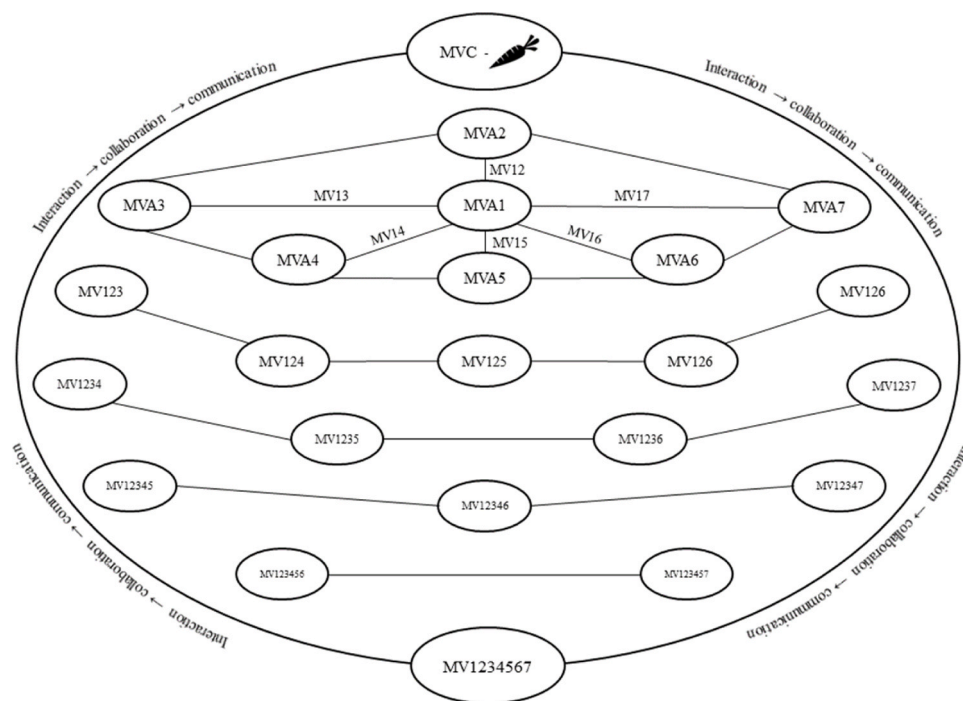 MVC -
Interaction → collaboration → communication
Interaction → collaboration → communication
MVA2
MV12
MVA3
MV13
MVA1
MV17
MVA7
MV14
MV15
MV16
MVA4
MVA5
MVA6
MV123
MV126
MV124
MV125
MV126
MV1234
MV1237
MV1235
MV1236
MV12345
MV12346
MV12347
MV123456
MV123457
Interaction → collaboration → communication
Interaction → collaboration → communication
MV1234567